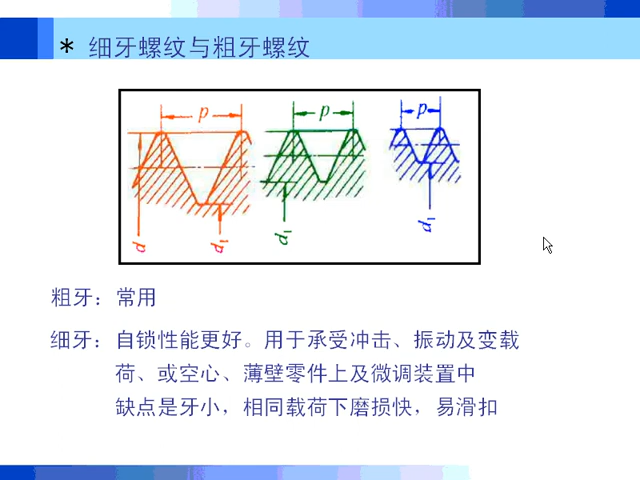 * 细牙螺纹与粗牙螺纹
p p p
d d1 d1 d1
粗牙：常用
细牙：自锁性能更好。用于承受冲击、振动及变载
荷、或空心、薄壁零件上及微调装置中
缺点是牙小，相同载荷下磨损快，易滑扣